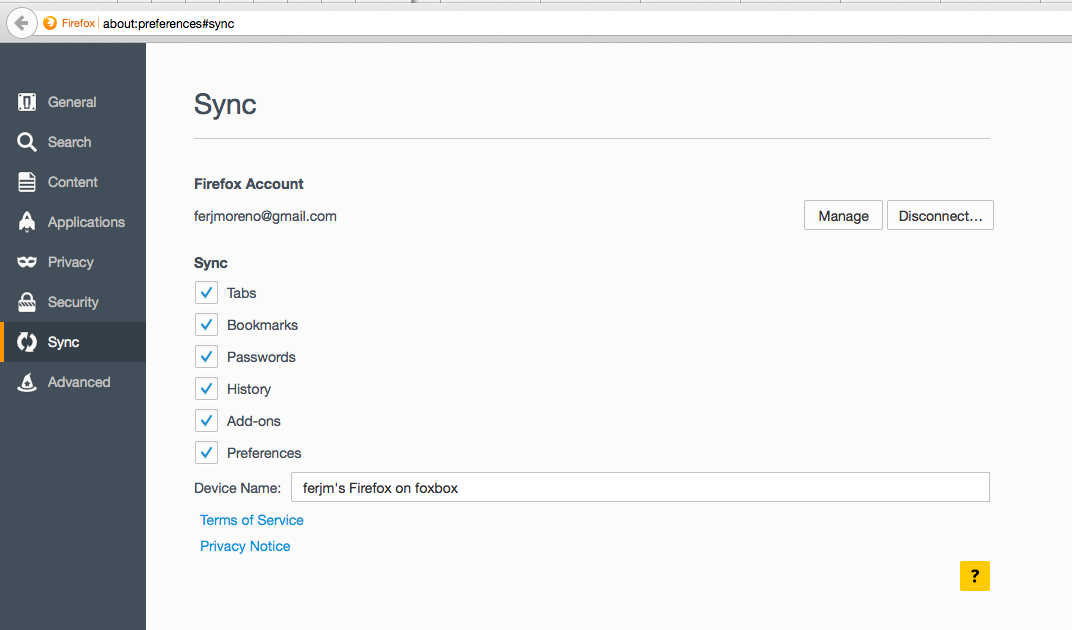 Firefox about:preferences#sync
General
Search
Content
Applications
Privacy
Security
Sync
Advanced
Sync
Firefox Account
ferjmoreno@gmail.com
Manage
Disconnect...
Sync
Tabs
Bookmarks
Passwords
History
Add-ons
Preferences
Device Name: ferjm's Firefox on foxbox
Terms of Service
Privacy Notice
?